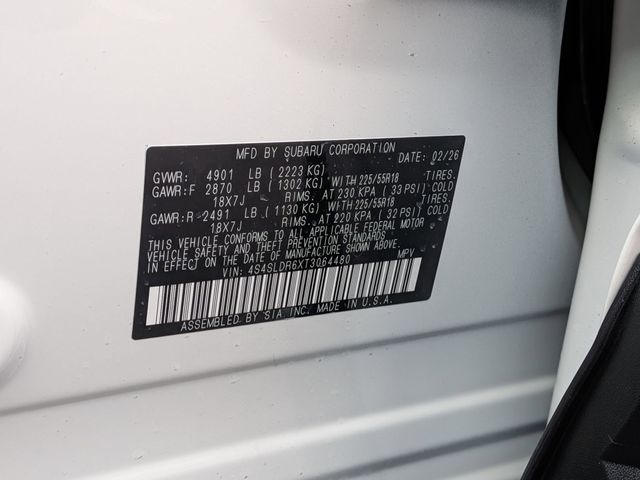 MFD BY SUBARU CORPORATION
DATE: 02/26
GVWR: 4901 LB ( 2223 KG)
GAWR:F 2870 LB ( 1302 KG) WITH 225/55R18 TIRES.
18X7J RIMS. AT 230 KPA ( 33 PSI) COLD
GAWR:R 2491 LB ( 1130 KG) WITH 225/55R18 TIRES.
18X7J RIMS. AT 220 KPA ( 32 PSI) COLD
THIS VEHICLE CONFORMS TO ALL APPLICABLE FEDERAL MOTOR
VEHICLE SAFETY AND THEFT PREVENTION STANDARDS
IN EFFECT ON THE DATE OF MANUFACTURE SHOWN ABOVE.
VIN: 4S4SLDR6XT3064480 MPV
ASSEMBLED BY SIA, INC. MADE IN U.S.A.